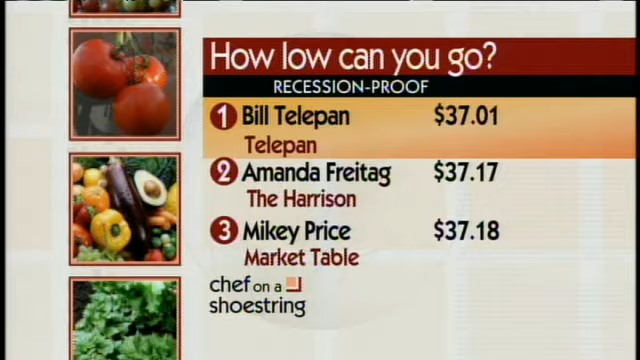 How low can you go?
RECESSION-PROOF
1 Bill Telepan $37.01
Telepan
2 Amanda Freitag $37.17
The Harrison
3 Mikey Price $37.18
Market Table
chef on a
shoestring